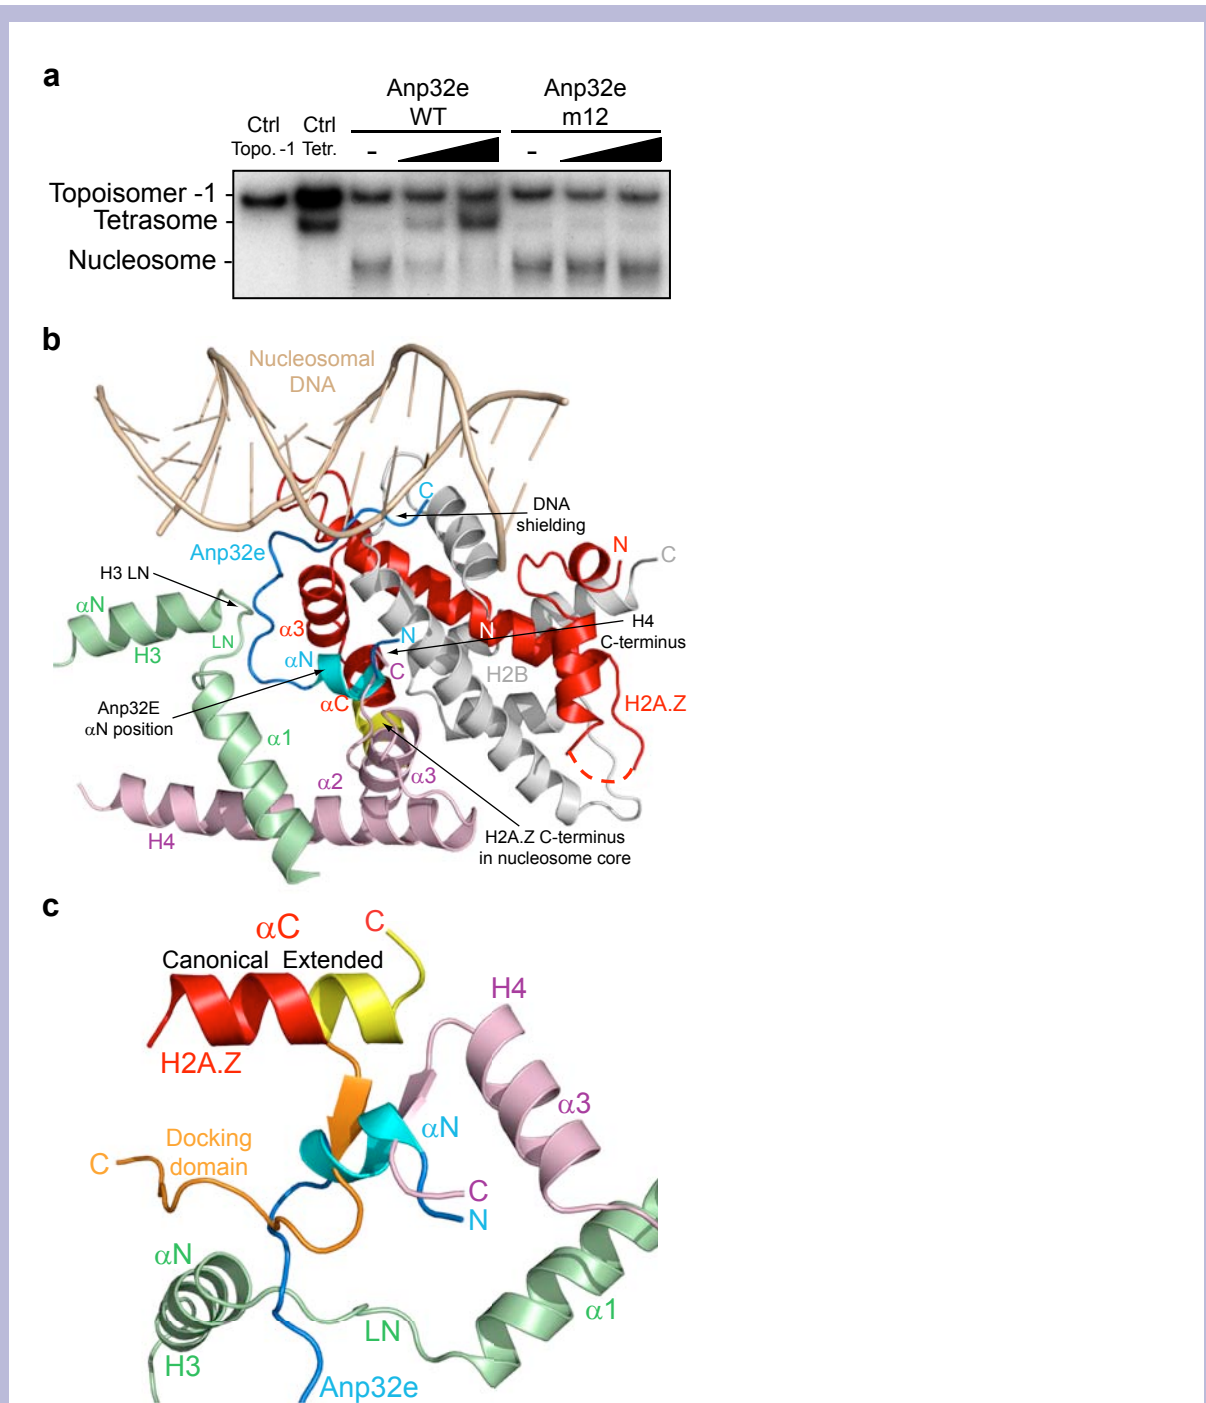 a
Anp32e
WT
Anp32e
m12
Ctrl
Topo. -1
Ctrl
Tetr.
-
-
Topoisomer -1 -
Tetrasome -
Nucleosome -
b
Nucleosomal
DNA
C
DNA
shielding
Anp32e
N
C
H3 LN
αN
H4
C-terminus
α3
LN
N
N
H3
αN
C
H2B
αC
H2A.Z
Anp32E
αN position
α1
α2
α3
H4
H2A.Z C-terminus
in nucleosome core
c
αC
C
Canonical Extended
H4
H2A.Z
α3
αN
Docking
domain
C
C
N
αN
α1
LN
H3
Anp32e